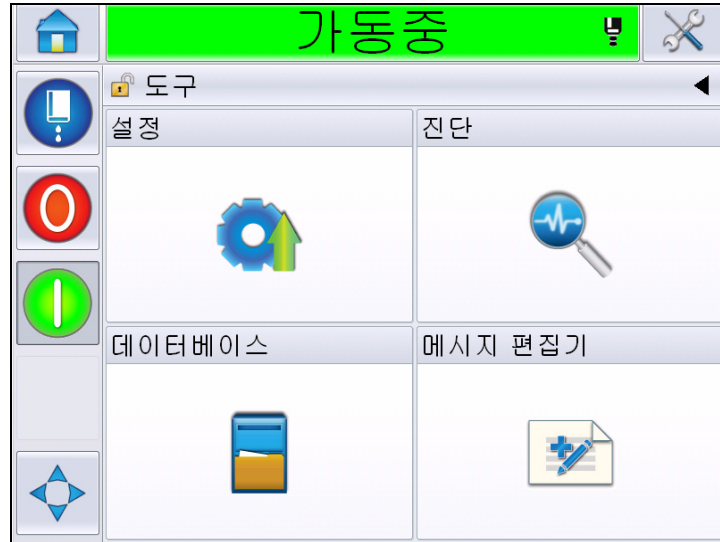 가동중
도구
설정
진단
데이터베이스
메시지 편집기